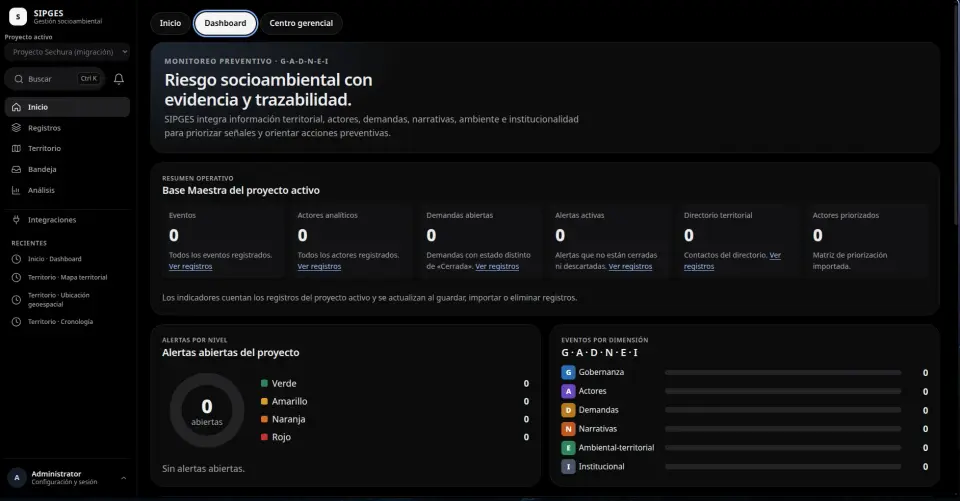 S
SIPGES
Gestión socioambiental
Proyecto activo
Proyecto Sechura (migración)
Buscar
Ctrl K
Inicio
Registros
Territorio
Bandeja
Análisis
Integraciones
RECIENTES
Inicio · Dashboard
Territorio · Mapa territorial
Territorio · Ubicación
geoespacial
Territorio · Cronología
A
Administrator
Configuración y sesión
Inicio
Dashboard
Centro gerencial
MONITOREO PREVENTIVO · G-A-D-N-E-I
Riesgo socioambiental con
evidencia y trazabilidad.
SIPGES integra información territorial, actores, demandas, narrativas, ambiente e institucionalidad
para priorizar señales y orientar acciones preventivas.
RESUMEN OPERATIVO
Base Maestra del proyecto activo
Eventos
0
Todos los eventos registrados.
Ver registros
Actores analíticos
0
Todos los actores registrados.
Ver registros
Demandas abiertas
0
Demandas con estado distinto
de «Cerrada». Ver registros
Alertas activas
0
Alertas que no están cerradas
ni descartadas. Ver registros
Directorio territorial
0
Contactos del directorio. Ver
registros
Actores priorizados
0
Matriz de priorización
importada.
Los indicadores cuentan los registros del proyecto activo y se actualizan al guardar, importar o eliminar registros.
ALERTAS POR NIVEL
Alertas abiertas del proyecto
0
abiertas
Verde 0
Amarillo 0
Naranja 0
Rojo 0
Sin alertas abiertas.
EVENTOS POR DIMENSIÓN
G · A · D · N · E · I
G Gobernanza 0
A Actores 0
D Demandas 0
N Narrativas 0
E Ambiental-territorial 0
I Institucional 0